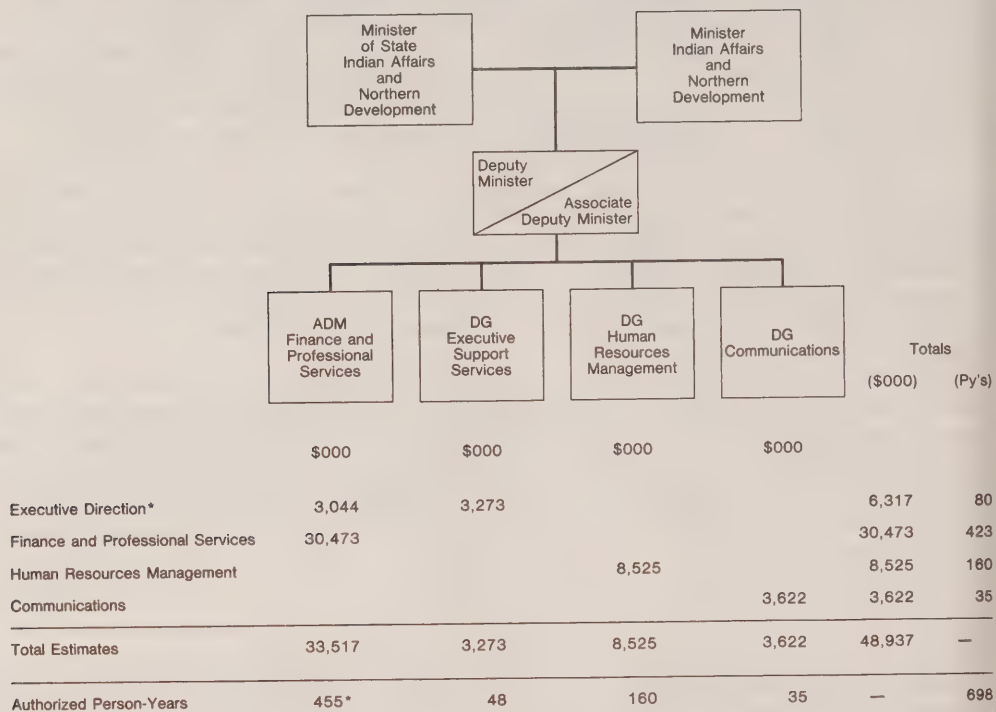 Minister
of State
Indian Affairs
and
Northern
Development
Minister
Indian Affairs
and
Northern
Development
Deputy
Minister
Associate
Deputy Minister
ADM
Finance and
Professional
Services
DG
Executive
Support
Services
DG
Human
Resources
Management
DG
Communications
Totals
($000) (Py's)
$000 $000 $000 $000
Executive Direction* 3,044 3,273 6,317 80
Finance and Professional Services 30,473 30,473 423
Human Resources Management 8,525 8,525 160
Communications 3,622 3,622 35
Total Estimates 33,517 3,273 8,525 3,622 48,937 —
Authorized Person-Years 455* 48 160 35 — 698